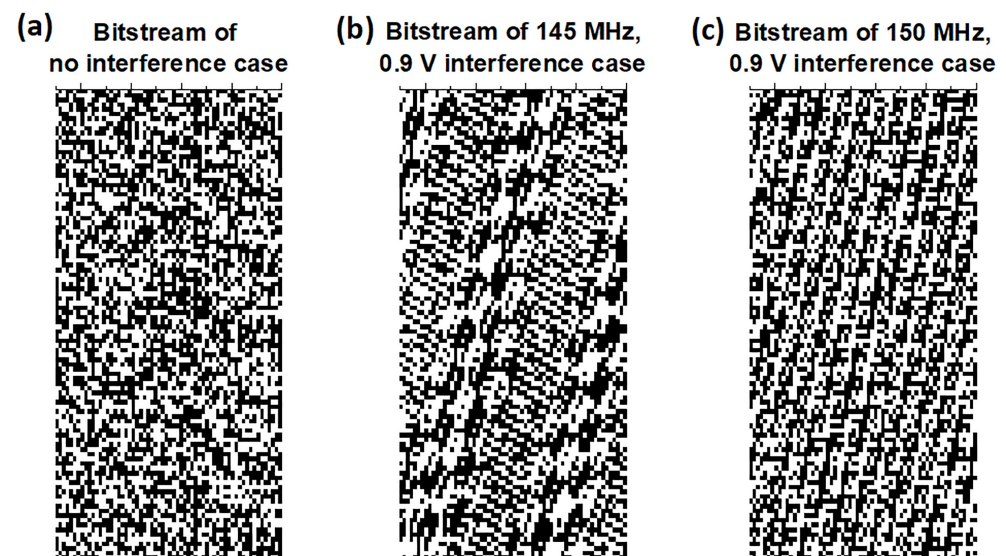 (a) Bitstream of
no interference case
(b) Bitstream of 145 MHz,
0.9 V interference case
(c) Bitstream of 150 MHz,
0.9 V interference case